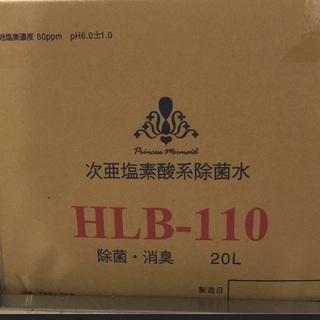 塩素濃度 60ppm pH6.0±1.0
Princess Mermaid
次亜塩素酸系除菌水
HLB-110
除菌・消臭 20L
製造日